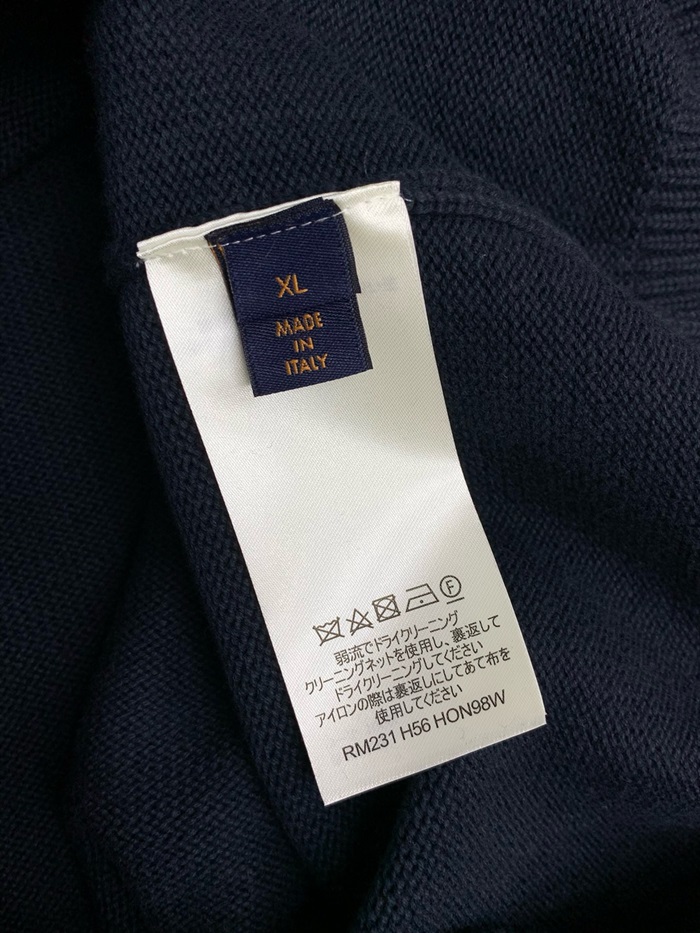 XL
MADE
IN
ITALY
F
弱流でドライクリーニング
クリーニングネットを使用し、裏返して
ドライクリーニングしてください
アイロンの際は裏返しにしてあて布を
使用してください
RM231 H56 HON98W